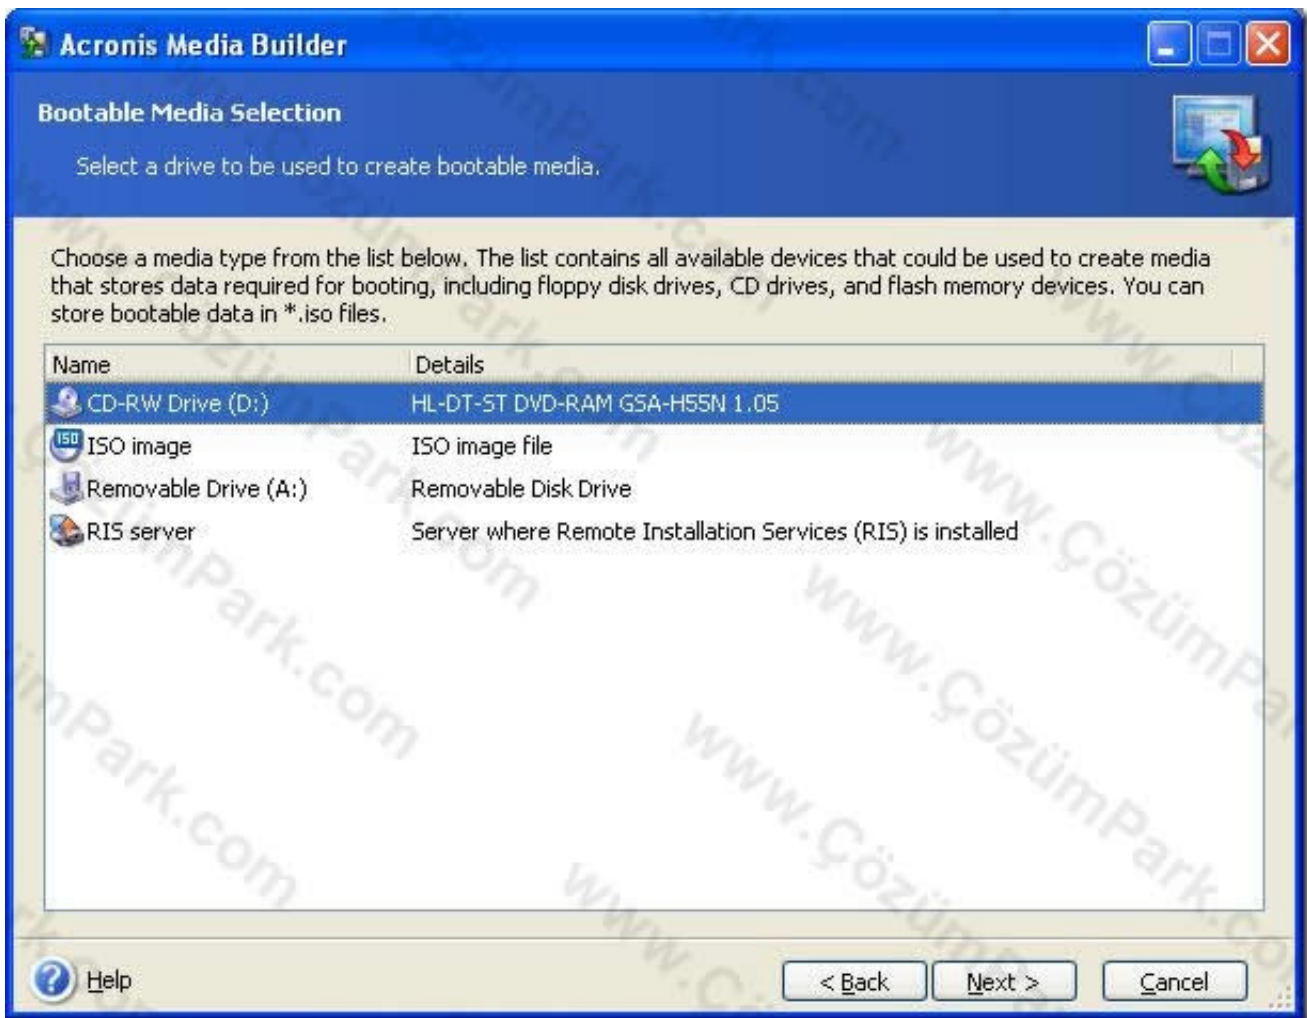 Acronis Media Builder
Bootable Media Selection
Select a drive to be used to create bootable media.
Choose a media type from the list below. The list contains all available devices that could be used to create media
that stores data required for booting, including floppy disk drives, CD drives, and flash memory devices. You can
store bootable data in *.iso files.
Name Details
CD-RW Drive (D:) HL-DT-ST DVD-RAM GSA-H55N 1.05
ISO image ISO image file
Removable Drive (A:) Removable Disk Drive
RIS server Server where Remote Installation Services (RIS) is installed
Help < Back Next > Cancel
www.ÇözümPark.com